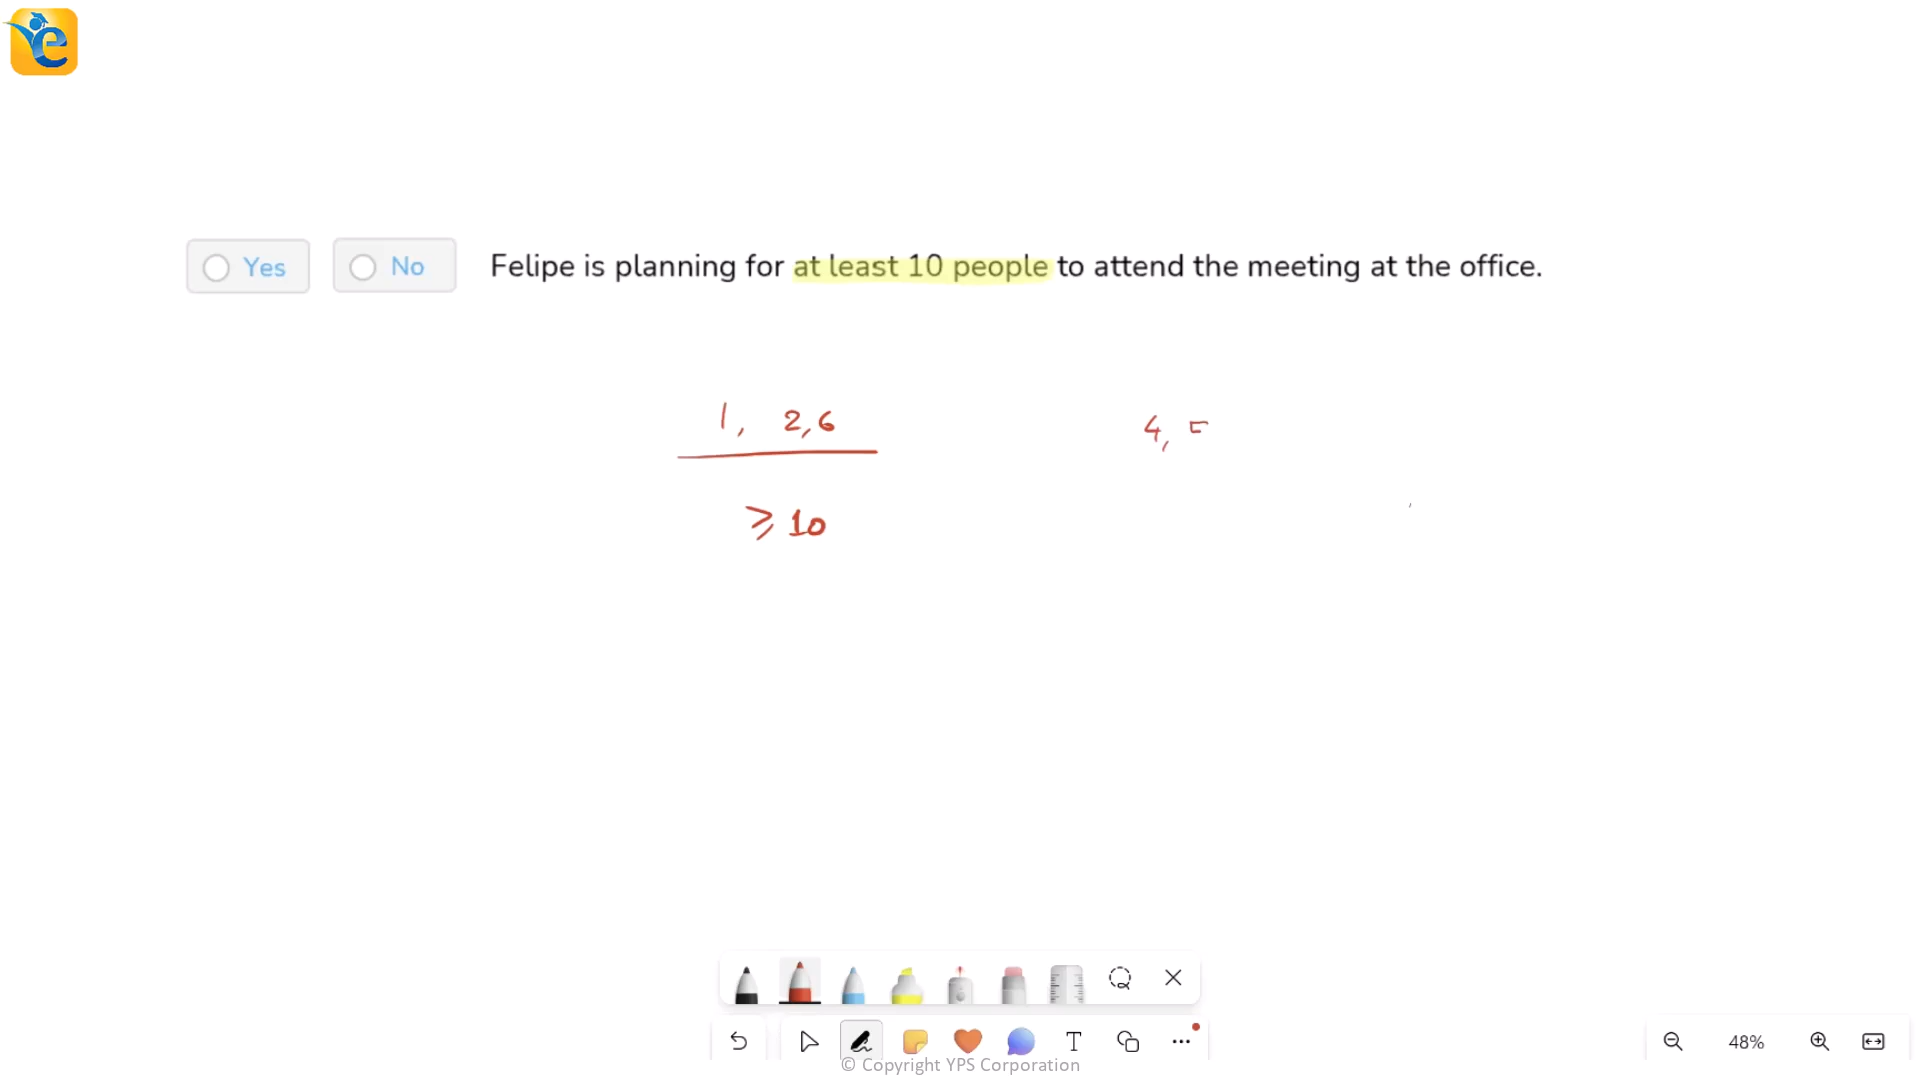 Yes No Felipe is planning for at least 10 people to attend the meeting at the office.
1, 2,6 4, 5
≥ 10
48%
© Copyright YPS Corporation